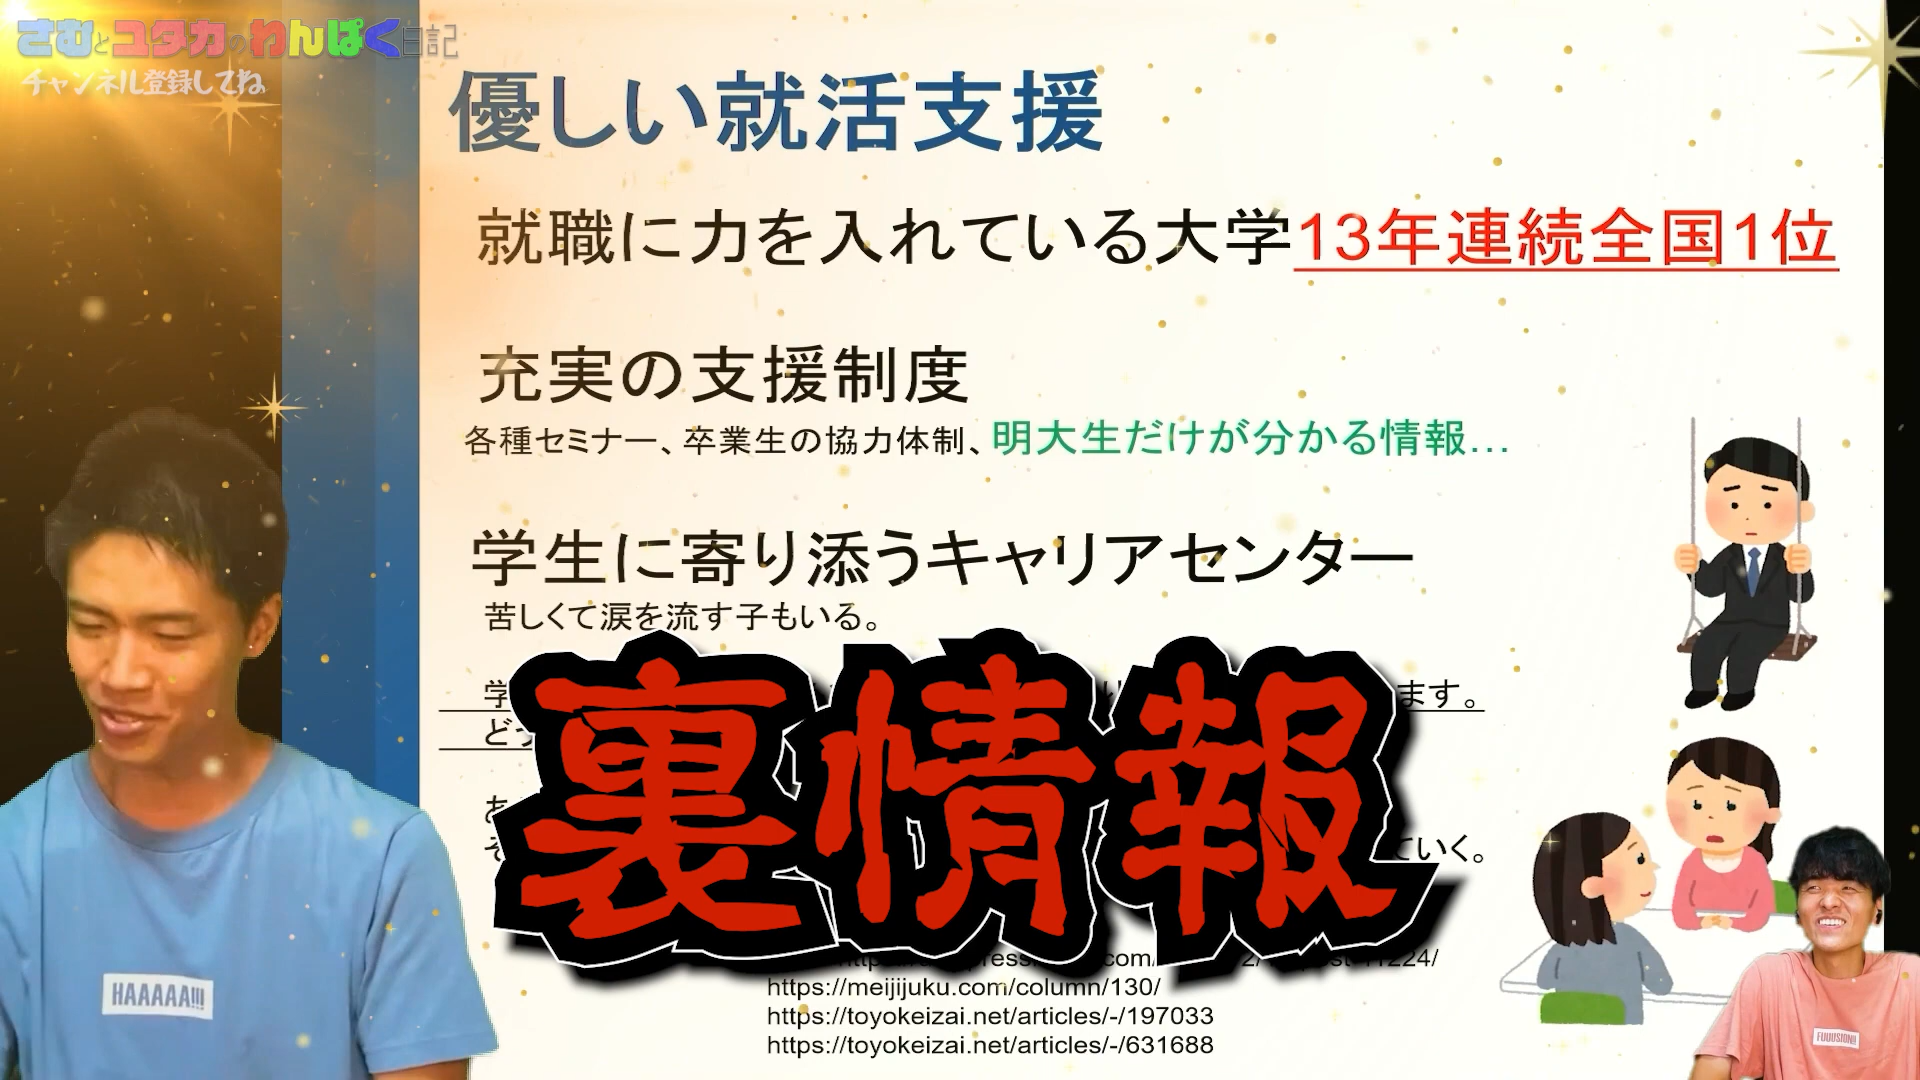 さむとユタカのわんぱく日記
チャンネル登録してね
優しい就活支援
就職に力を入れている大学13年連続全国1位
充実の支援制度
各種セミナー、卒業生の協力体制、明大生だけが分かる情報…
学生に寄り添うキャリアセンター
苦しくて涙を流す子もいる。
学
ます。
ど
裏情報
ていく。
https://meijijuku.com/column/130/
https://toyokeizai.net/articles/-/197033
https://toyokeizai.net/articles/-/631688
HAAAAA!!!
FUUUSION!!